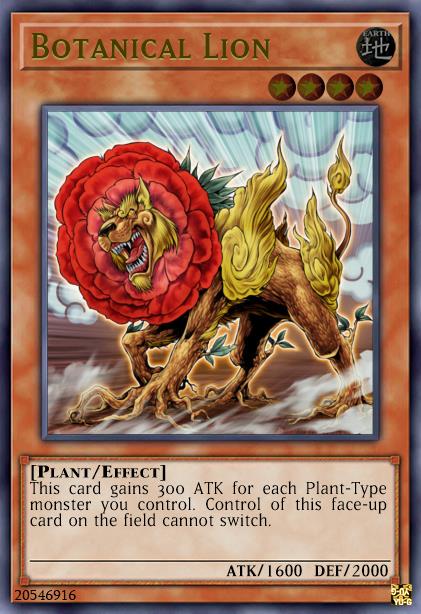 Botanical Lion
EARTH
地
[Plant/Effect]
This card gains 300 ATK for each Plant-Type
monster you control. Control of this face-up
card on the field cannot switch.
ATK/1600 DEF/2000
20546916